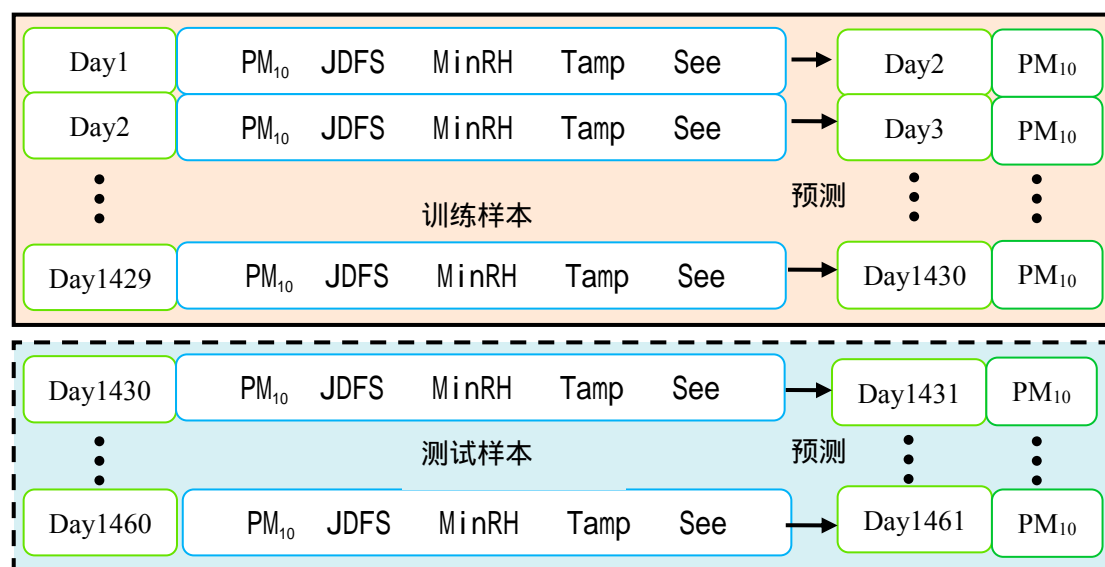 Day1 PM₁₀ JDFS MinRH Tamp See Day2 PM₁₀
Day2 PM₁₀ JDFS MinRH Tamp See Day3 PM₁₀
训练样本 预测
Day1429 PM₁₀ JDFS MinRH Tamp See Day1430 PM₁₀
Day1430 PM₁₀ JDFS MinRH Tamp See Day1431 PM₁₀
测试样本 预测
Day1460 PM₁₀ JDFS MinRH Tamp See Day1461 PM₁₀